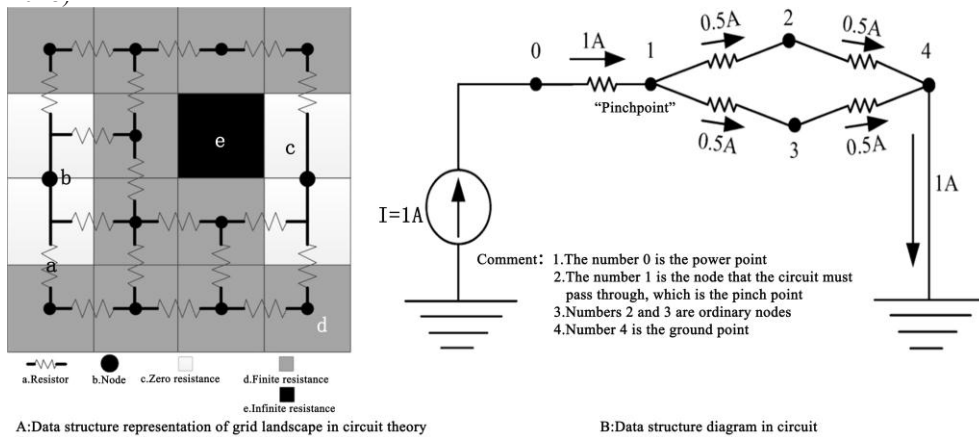 e
c
b
a
d
a.Resistor b.Node c.Zero resistance d.Finite resistance
e.Infinite resistance
A:Data structure representation of grid landscape in circuit theory
0.5A 2 0.5A
0 1A 1 4
"Pinchpoint"
0.5A 3 0.5A
I=1A
1A
Comment: 1.The number 0 is the power point
2.The number 1 is the node that the circuit must
pass through, which is the pinch point
3.Numbers 2 and 3 are ordinary nodes
4.Number 4 is the ground point
B:Data structure diagram in circuit